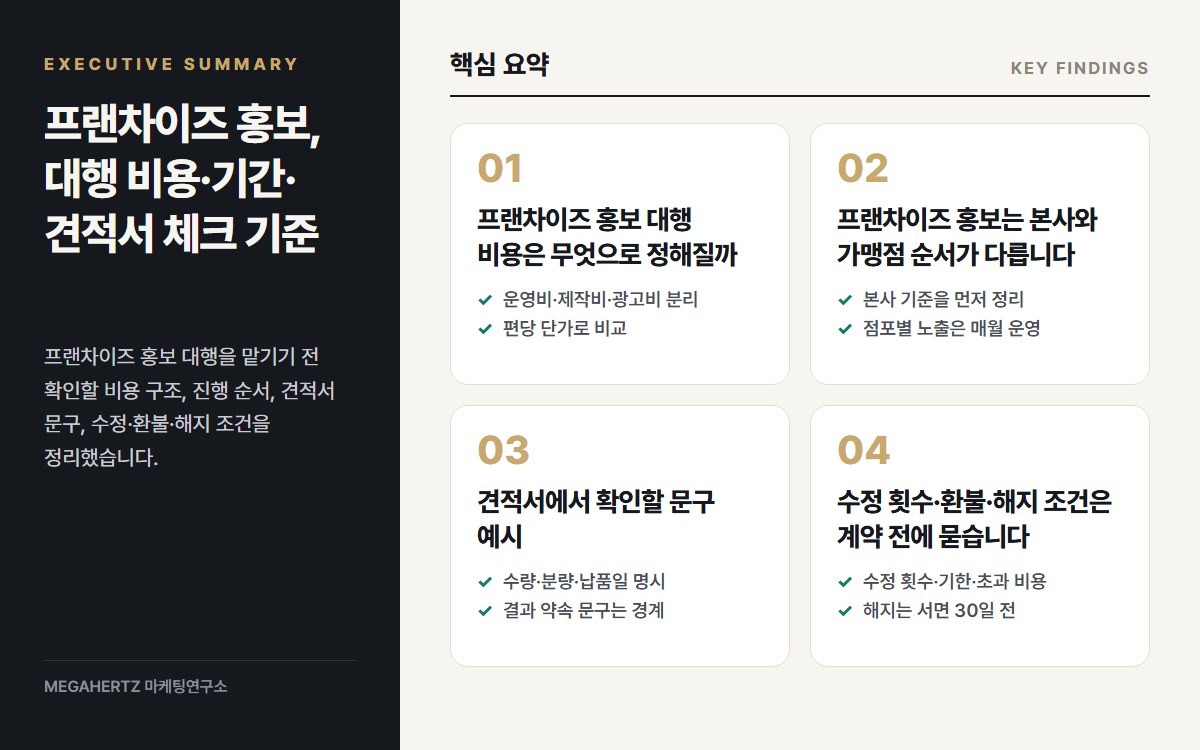 EXECUTIVE SUMMARY
프랜차이즈 홍보,
대행 비용·기간·
견적서 체크 기준
프랜차이즈 홍보 대행을 맡기기 전
확인할 비용 구조, 진행 순서, 견적서
문구, 수정·환불·해지 조건을
정리했습니다.
MEGAHERTZ 마케팅연구소
핵심 요약
KEY FINDINGS
01
프랜차이즈 홍보 대행
비용은 무엇으로 정해질까
✓ 운영비·제작비·광고비 분리
✓ 편당 단가로 비교
02
프랜차이즈 홍보는 본사와
가맹점 순서가 다릅니다
✓ 본사 기준을 먼저 정리
✓ 점포별 노출은 매월 운영
03
견적서에서 확인할 문구
예시
✓ 수량·분량·납품일 명시
✓ 결과 약속 문구는 경계
04
수정 횟수·환불·해지 조건은
계약 전에 묻습니다
✓ 수정 횟수·기한·초과 비용
✓ 해지는 서면 30일 전